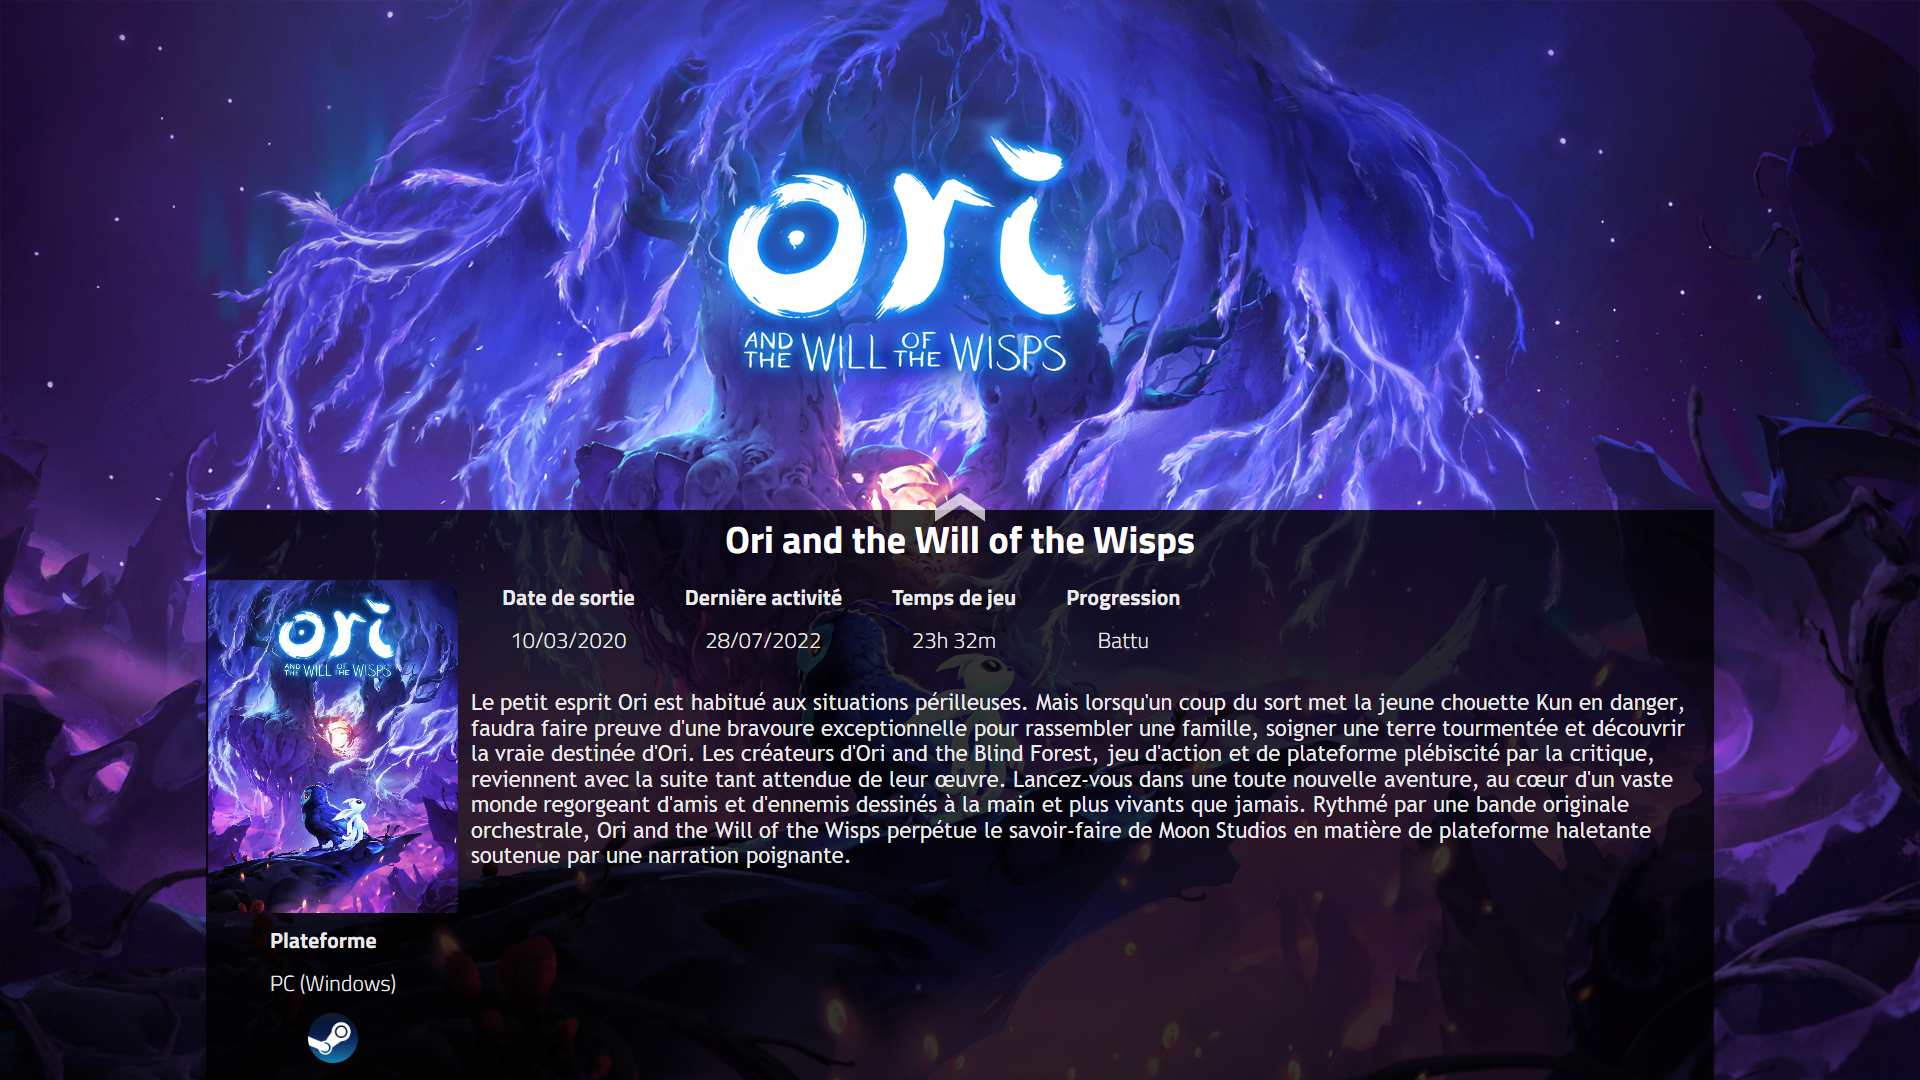 ori
AND THE WILL OF THE WISPS
Ori and the Will of the Wisps
ori
AND THE WILL OF THE WISPS
Date de sortie
Dernière activité
Temps de jeu
Progression
10/03/2020
28/07/2022
23h 32m
Battu
Le petit esprit Ori est habitué aux situations périlleuses. Mais lorsqu'un coup du sort met la jeune chouette Kun en danger,
faudra faire preuve d'une bravoure exceptionnelle pour rassembler une famille, soigner une terre tourmentée et découvrir
la vraie destinée d'Ori. Les créateurs d'Ori and the Blind Forest, jeu d'action et de plateforme plébiscité par la critique,
reviennent avec la suite tant attendue de leur œuvre. Lancez-vous dans une toute nouvelle aventure, au cœur d'un vaste
monde regorgeant d'amis et d'ennemis dessinés à la main et plus vivants que jamais. Rythmé par une bande originale
orchestrale, Ori and the Will of the Wisps perpétue le savoir-faire de Moon Studios en matière de plateforme haletante
soutenue par une narration poignante.
Plateforme
PC (Windows)